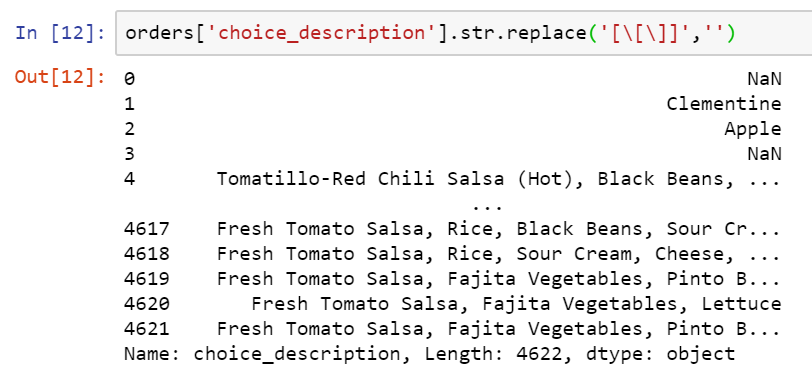 In [12]: orders['choice_description'].str.replace('[\[\]]','')
Out[12]: 0 NaN
1 Clementine
2 Apple
3 NaN
4 Tomatillo-Red Chili Salsa (Hot), Black Beans, ...
...
4617 Fresh Tomato Salsa, Rice, Black Beans, Sour Cr...
4618 Fresh Tomato Salsa, Rice, Sour Cream, Cheese, ...
4619 Fresh Tomato Salsa, Fajita Vegetables, Pinto B...
4620 Fresh Tomato Salsa, Fajita Vegetables, Lettuce
4621 Fresh Tomato Salsa, Fajita Vegetables, Pinto B...
Name: choice_description, Length: 4622, dtype: object